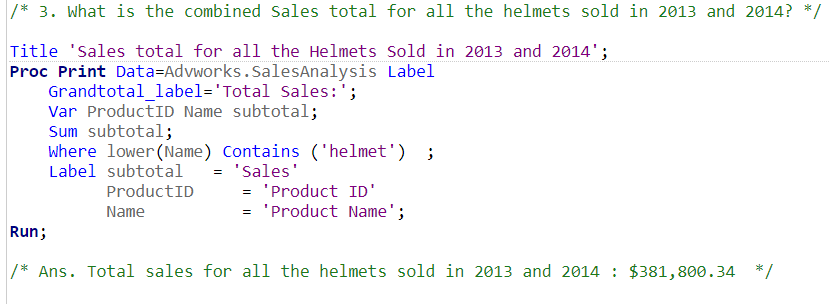 /* 3. What is the combined Sales total for all the helmets sold in 2013 and 2014? */
Title 'Sales total for all the Helmets Sold in 2013 and 2014';
Proc Print Data=Advworks.SalesAnalysis Label
Grandtotal_label='Total Sales:';
Var ProductID Name subtotal;
Sum subtotal;
Where lower(Name) Contains ('helmet')  ;
Label subtotal   = 'Sales'
ProductID     = 'Product ID'
Name          = 'Product Name';
Run;
/* Ans. Total sales for all the helmets sold in 2013 and 2014 : $381,800.34  */